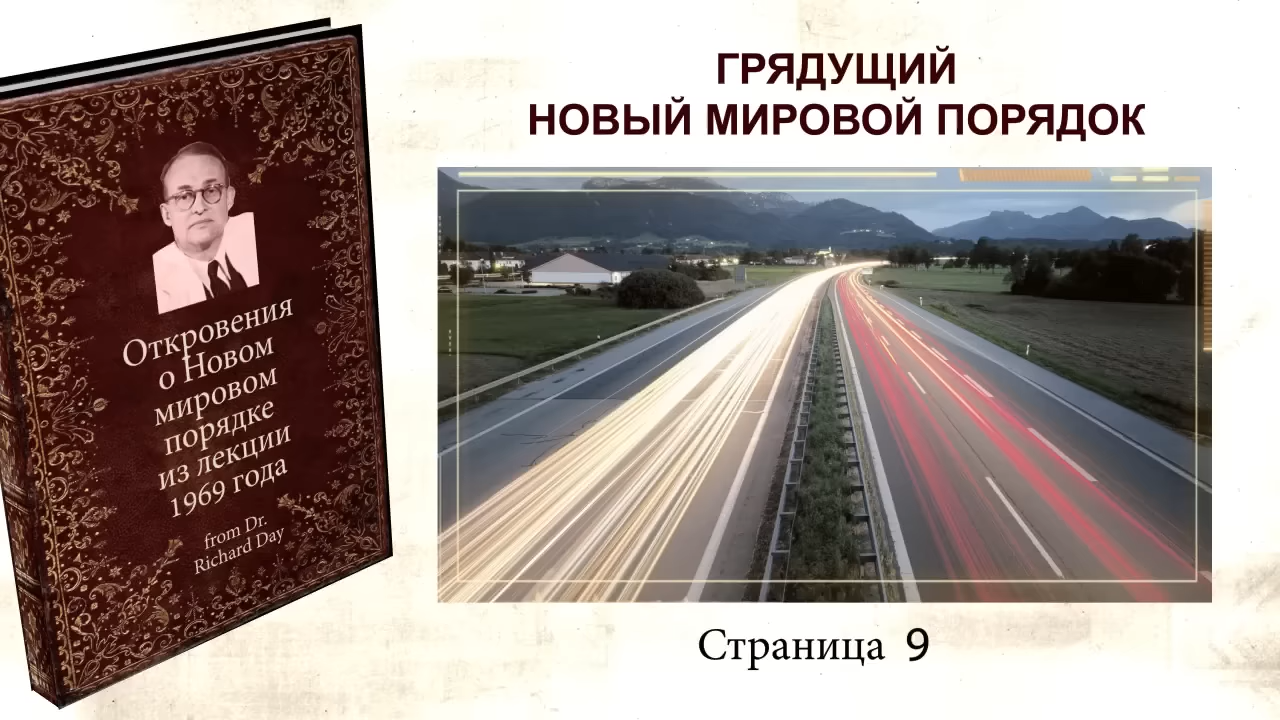 Откровения
о Новом
мировом
порядке
из лекции
1969 года
from Dr.
Richard Day
ГРЯДУЩИЙ
НОВЫЙ МИРОВОЙ ПОРЯДОК
Страница 9